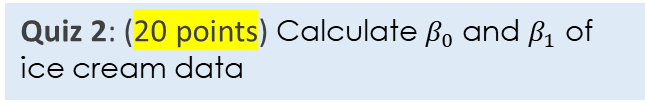 Quiz 2: (20 points) Calculate β₀ and β₁ of
ice cream data